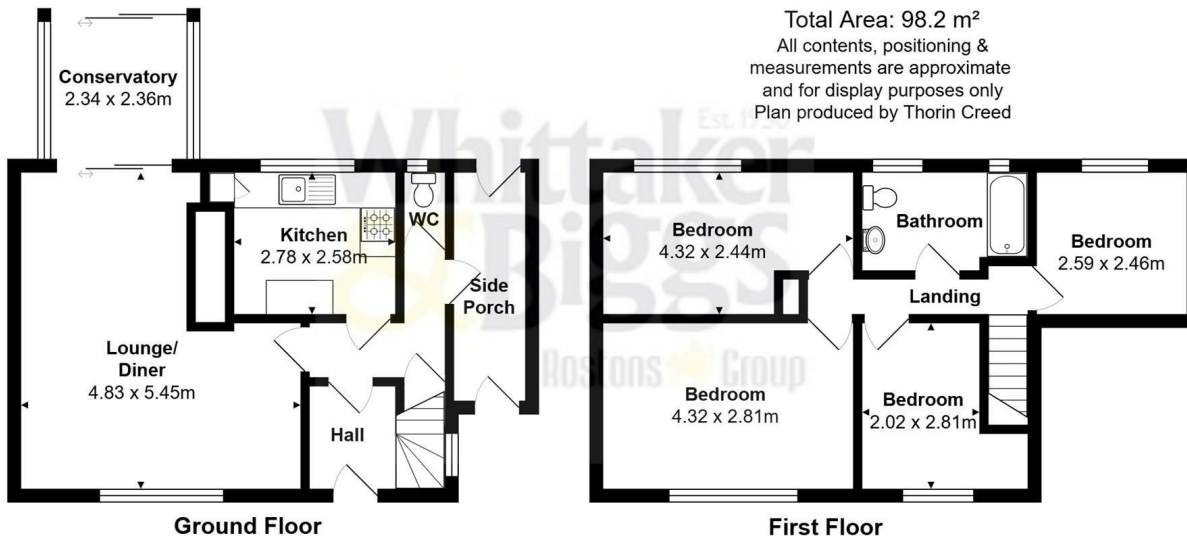 Total Area: 98.2 m²
All contents, positioning &
measurements are approximate
and for display purposes only
Plan produced by Thorin Creed
Conservatory
2.34 x 2.36m
Kitchen
2.78 x 2.58m
WC
Side
Porch
Lounge/
Diner
4.83 x 5.45m
Hall
Ground Floor
Bedroom
4.32 x 2.44m
Bathroom
Bedroom
2.59 x 2.46m
Landing
Bedroom
4.32 x 2.81m
Bedroom
2.02 x 2.81m
First Floor
Est. 1930
Whittaker
& Biggs
Rostons Group